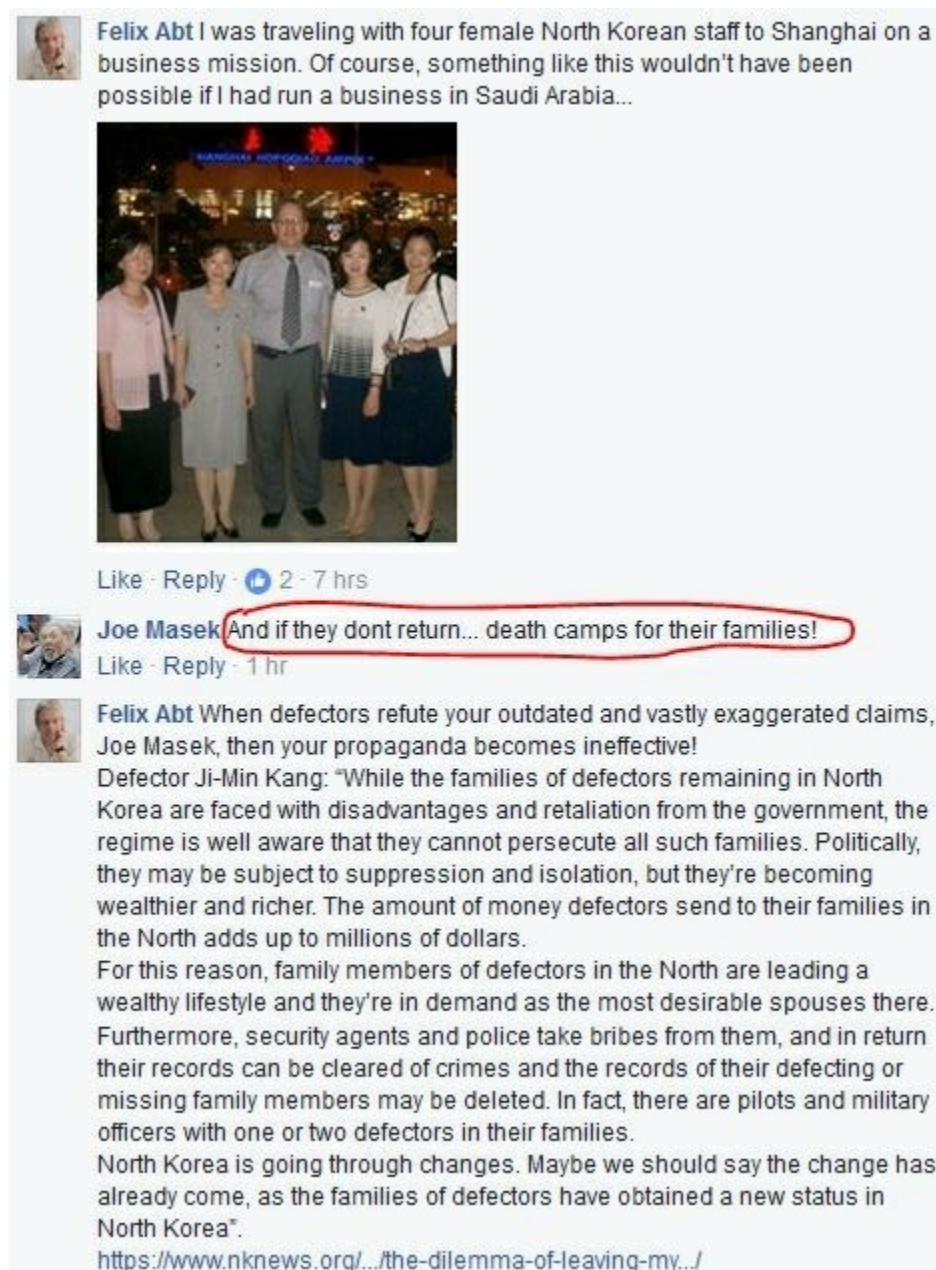 Felix Abt I was traveling with four female North Korean staff to Shanghai on a
business mission. Of course, something like this wouldn't have been
possible if I had run a business in Saudi Arabia...
上 海
Like · Reply · 2 · 7 hrs
Joe Masek And if they dont return... death camps for their families!
Like · Reply · 1 hr
Felix Abt When defectors refute your outdated and vastly exaggerated claims,
Joe Masek, then your propaganda becomes ineffective!
Defector Ji-Min Kang: “While the families of defectors remaining in North
Korea are faced with disadvantages and retaliation from the government, the
regime is well aware that they cannot persecute all such families. Politically,
they may be subject to suppression and isolation, but they're becoming
wealthier and richer. The amount of money defectors send to their families in
the North adds up to millions of dollars.
For this reason, family members of defectors in the North are leading a
wealthy lifestyle and they're in demand as the most desirable spouses there.
Furthermore, security agents and police take bribes from them, and in return
their records can be cleared of crimes and the records of their defecting or
missing family members may be deleted. In fact, there are pilots and military
officers with one or two defectors in their families.
North Korea is going through changes. Maybe we should say the change has
already come, as the families of defectors have obtained a new status in
North Korea”.
https://www.nknews.org/.../the-dilemma-of-leaving-my.../